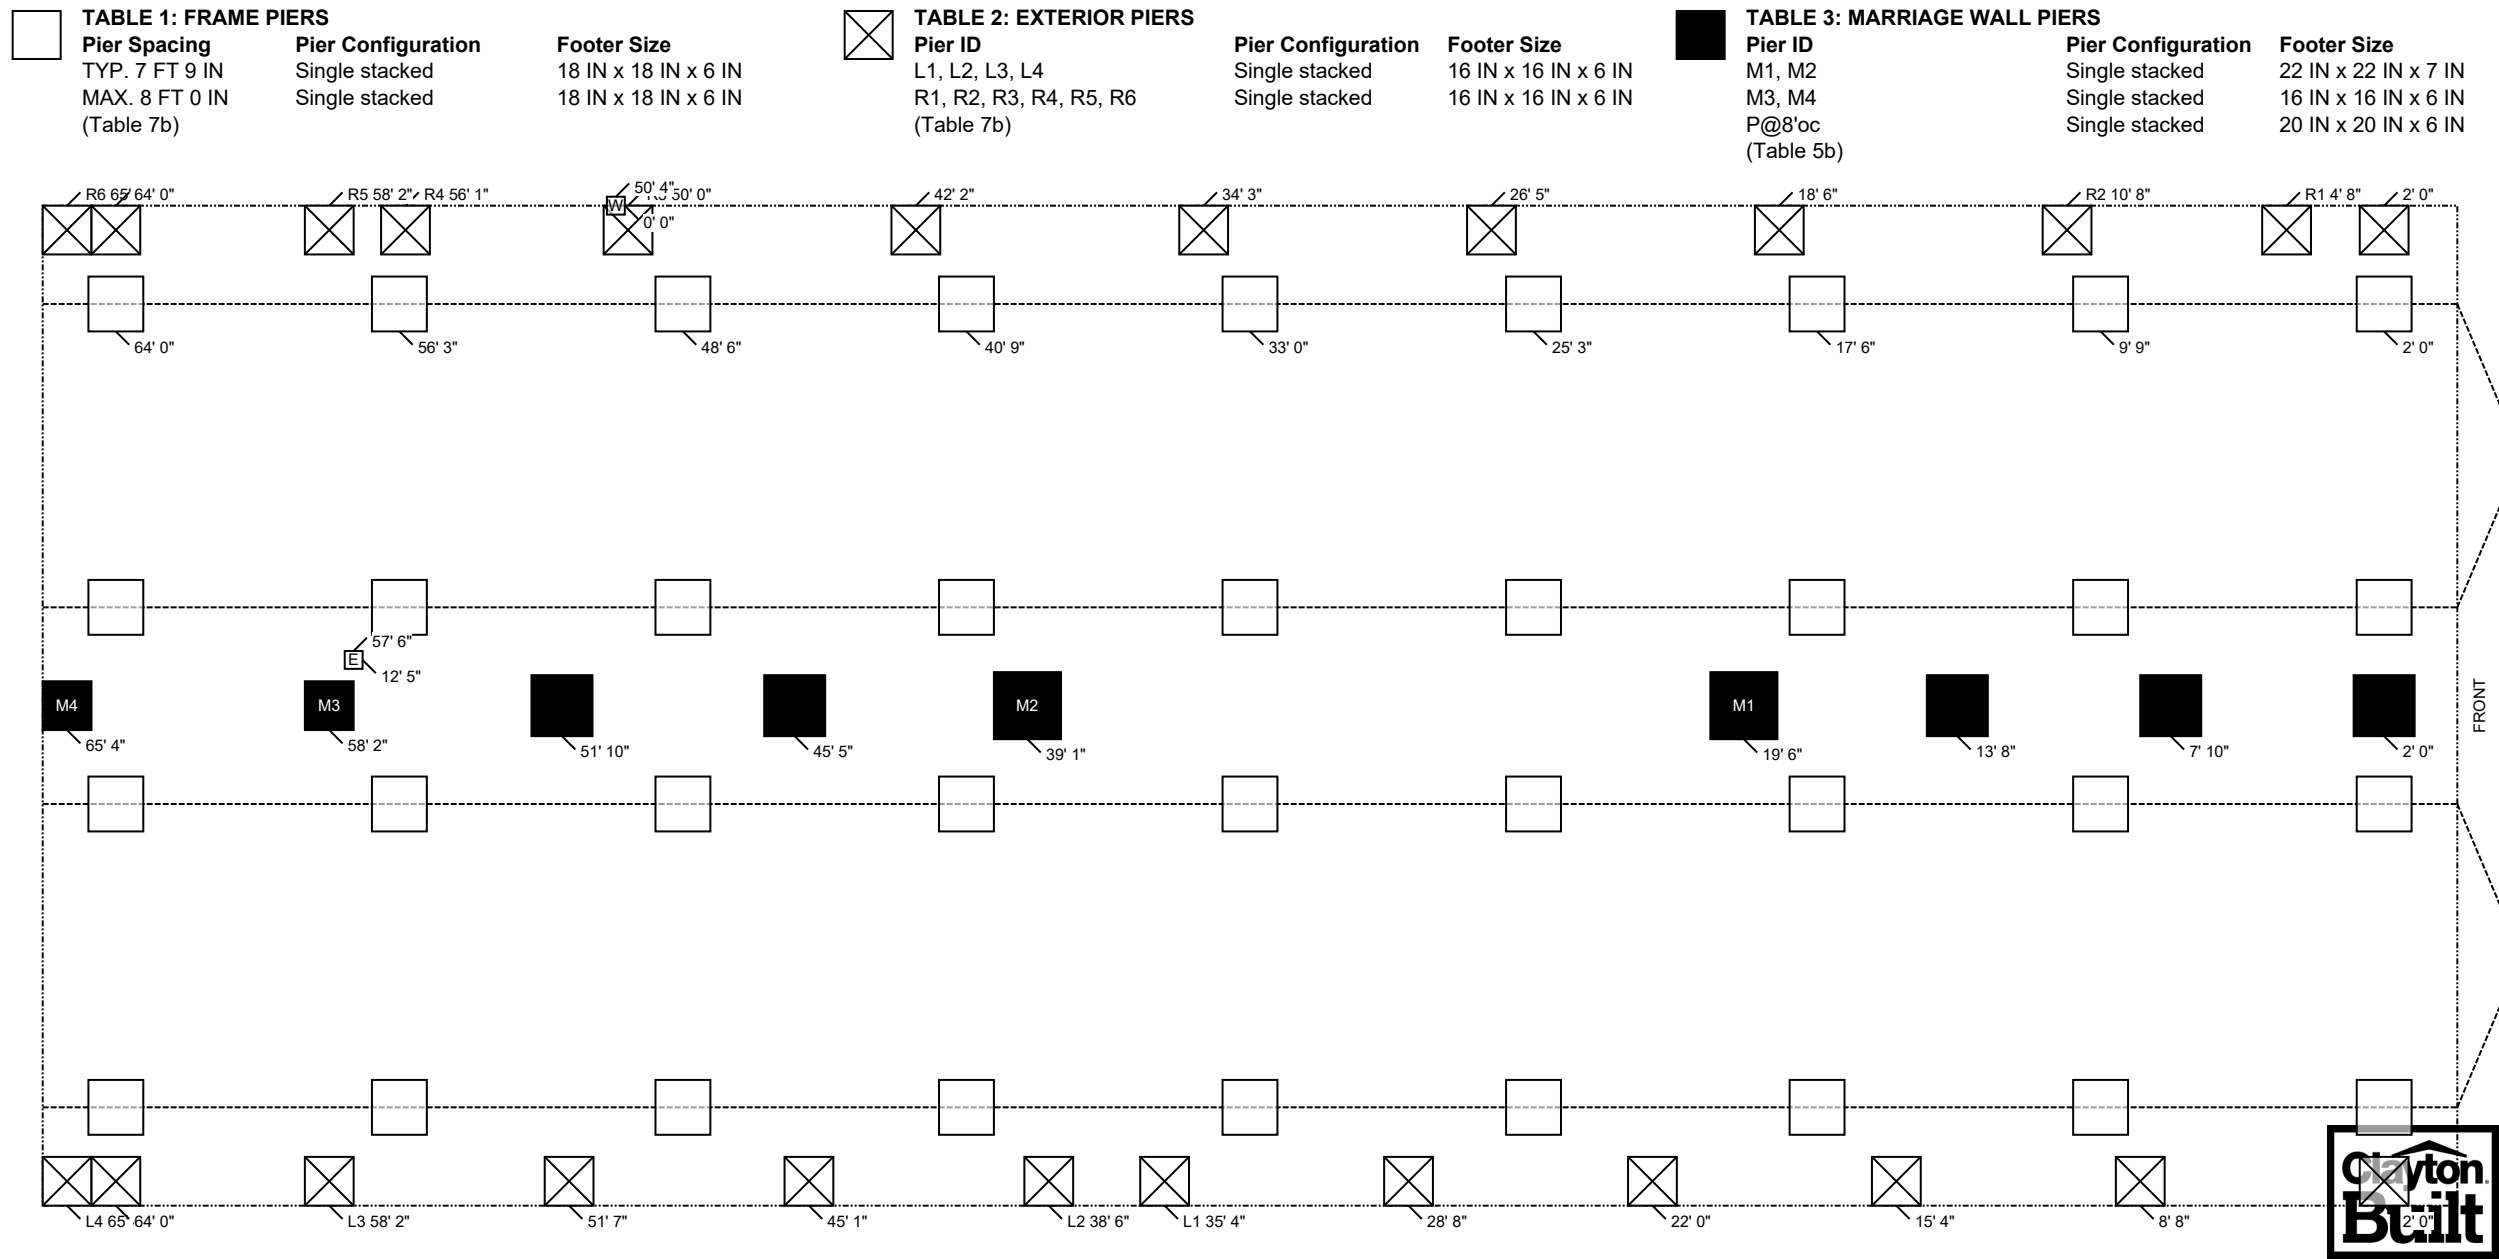 TABLE 1: FRAME PIERS
Pier Spacing Pier Configuration Footer Size
TYP. 7 FT 9 IN Single stacked 18 IN x 18 IN x 6 IN
MAX. 8 FT 0 IN Single stacked 18 IN x 18 IN x 6 IN
(Table 7b)
TABLE 2: EXTERIOR PIERS
Pier ID Pier Configuration Footer Size
L1, L2, L3, L4 Single stacked 16 IN x 16 IN x 6 IN
R1, R2, R3, R4, R5, R6 Single stacked 16 IN x 16 IN x 6 IN
(Table 7b)
TABLE 3: MARRIAGE WALL PIERS
Pier ID Pier Configuration Footer Size
M1, M2 Single stacked 22 IN x 22 IN x 7 IN
M3, M4 Single stacked 16 IN x 16 IN x 6 IN
P@8'oc Single stacked 20 IN x 20 IN x 6 IN
(Table 5b)
R6 65' 64' 0" R5 58' 2" R4 56' 1" 50' 4" 50' 0" 42' 2" 34' 3" 26' 5" 18' 6" R2 10' 8" R1 4' 8" 2' 0"
W
0' 0"
64' 0" 56' 3" 48' 6" 40' 9" 33' 0" 25' 3" 17' 6" 9' 9" 2' 0"
57' 6"
E
12' 5"
M4 M3 M2 M1
FRONT
65' 4" 58' 2" 51' 10" 45' 5" 39' 1" 19' 6" 13' 8" 7' 10" 2' 0"
L4 65' 64' 0" L3 58' 2" 51' 7" 45' 1" L2 38' 6" L1 35' 4" 28' 8" 22' 0" 15' 4" 8' 8" 2' 0"
Clayton
Built